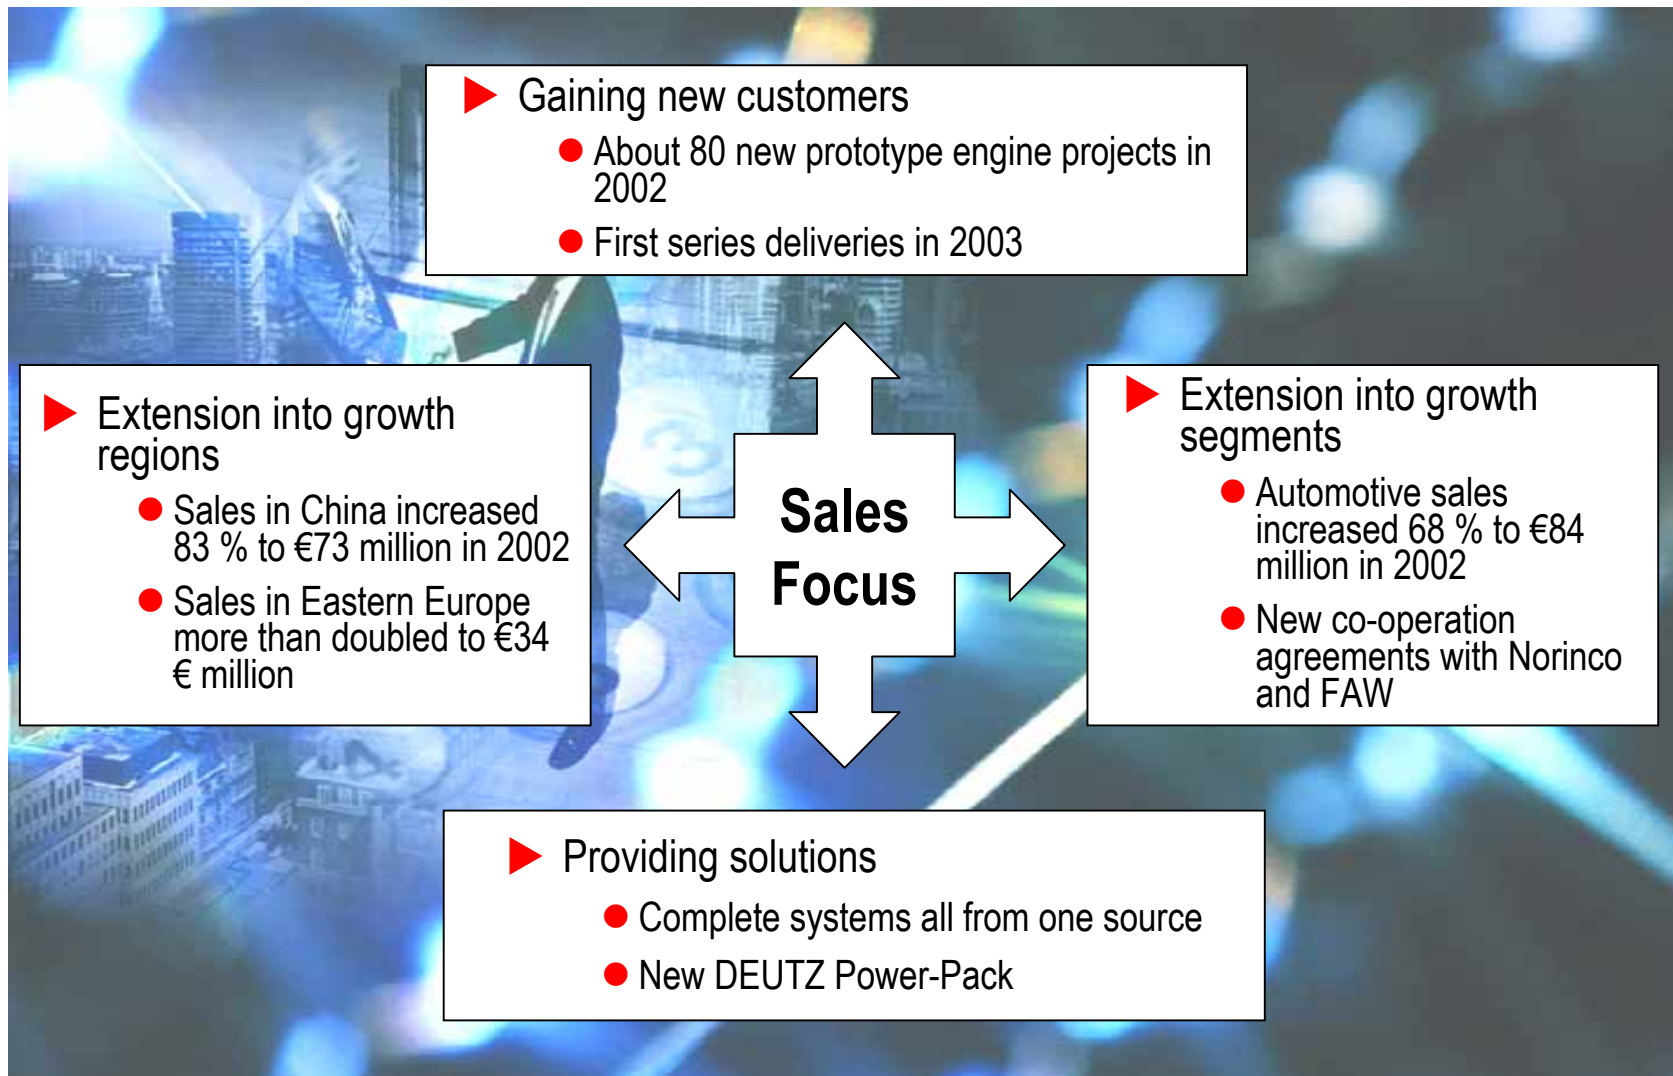 Gaining new customers
About 80 new prototype engine projects in
2002
First series deliveries in 2003
Extension into growth
regions
Sales in China increased
83 % to €73 million in 2002
Sales in Eastern Europe
more than doubled to €34
€ million
Sales
Focus
Extension into growth
segments
Automotive sales
increased 68 % to €84
million in 2002
New co-operation
agreements with Norinco
and FAW
Providing solutions
Complete systems all from one source
New DEUTZ Power-Pack